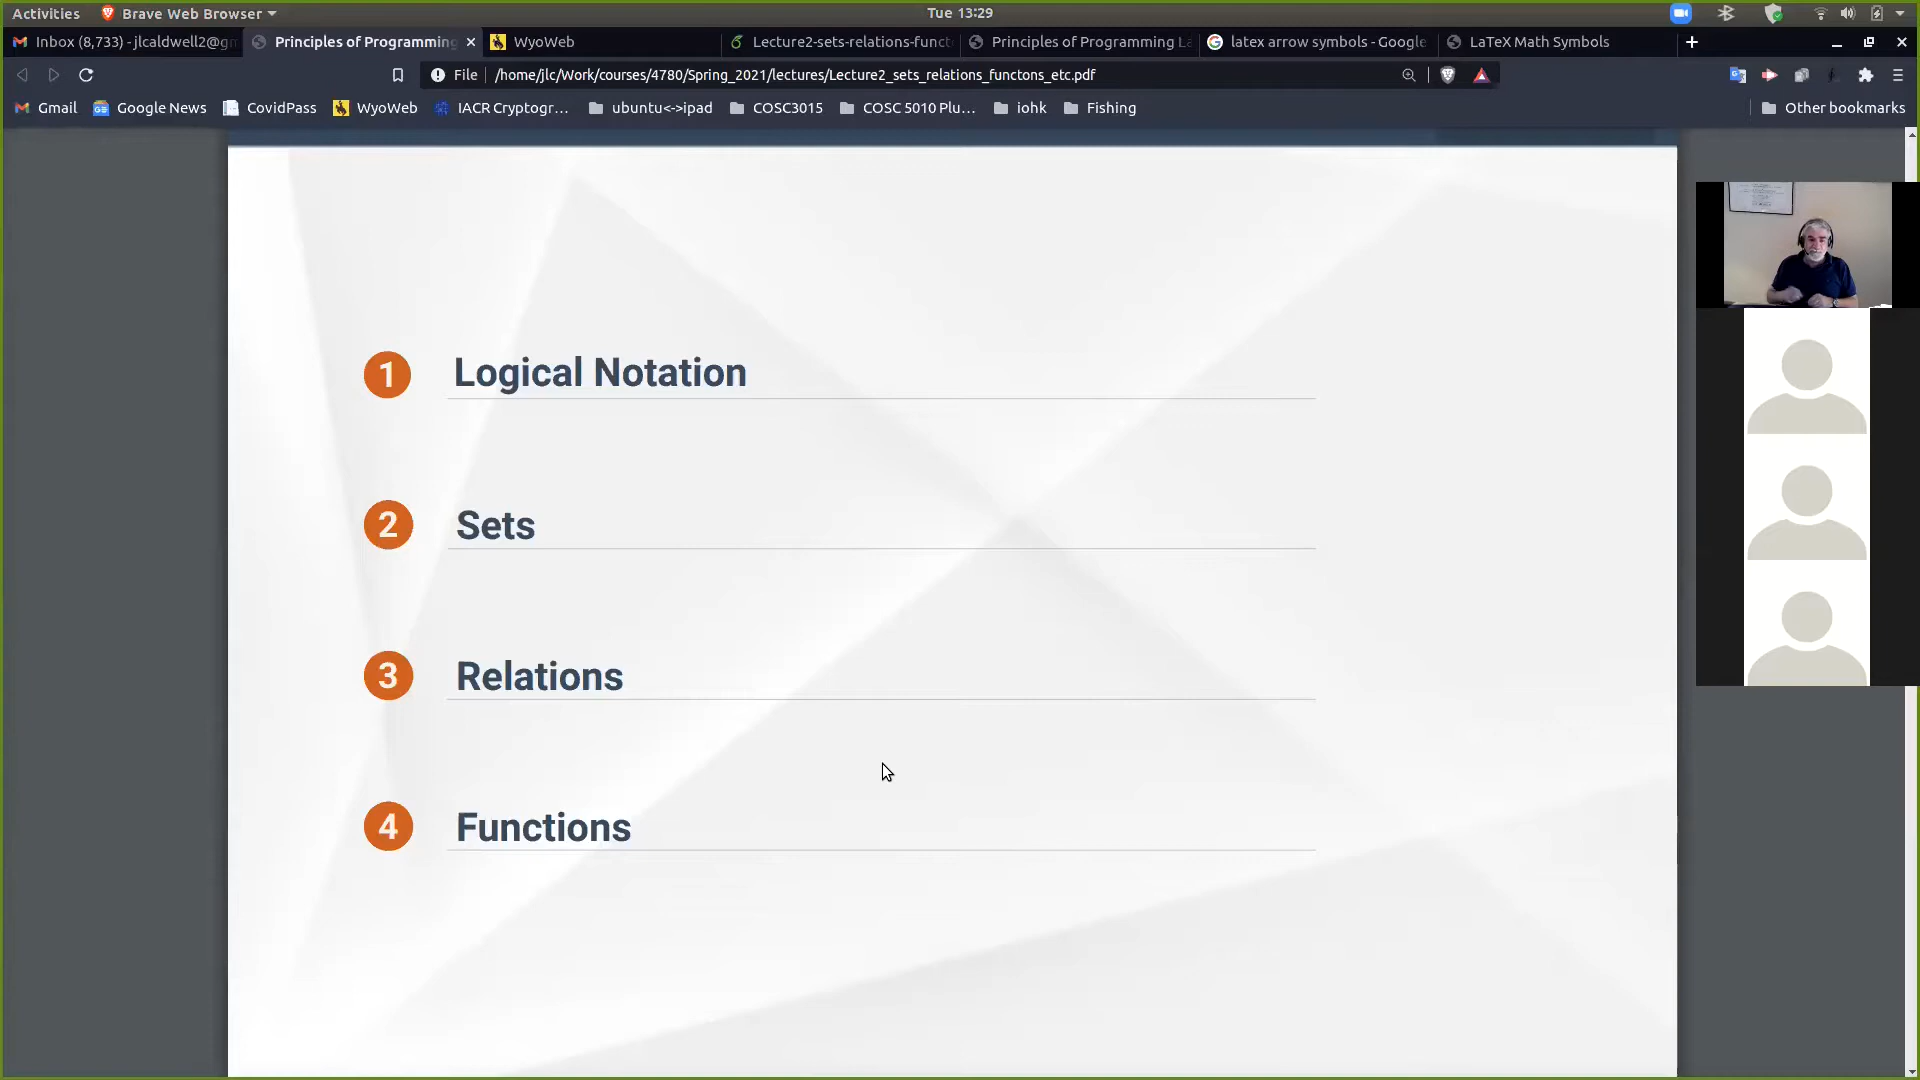 Activities Brave Web Browser Tue 13:29
Inbox (8,733) - jlcaldwell2@gm Principles of Programming WyoWeb Lecture2-sets-relations-funct Principles of Programming La latex arrow symbols - Google LaTeX Math Symbols
File /home/jlc/Work/courses/4780/Spring_2021/lectures/Lecture2_sets_relations_functons_etc.pdf
Gmail Google News CovidPass WyoWeb IACR Cryptogr… ubuntu<->ipad COSC3015 COSC 5010 Plu… iohk Fishing Other bookmarks
1 Logical Notation
2 Sets
3 Relations
4 Functions